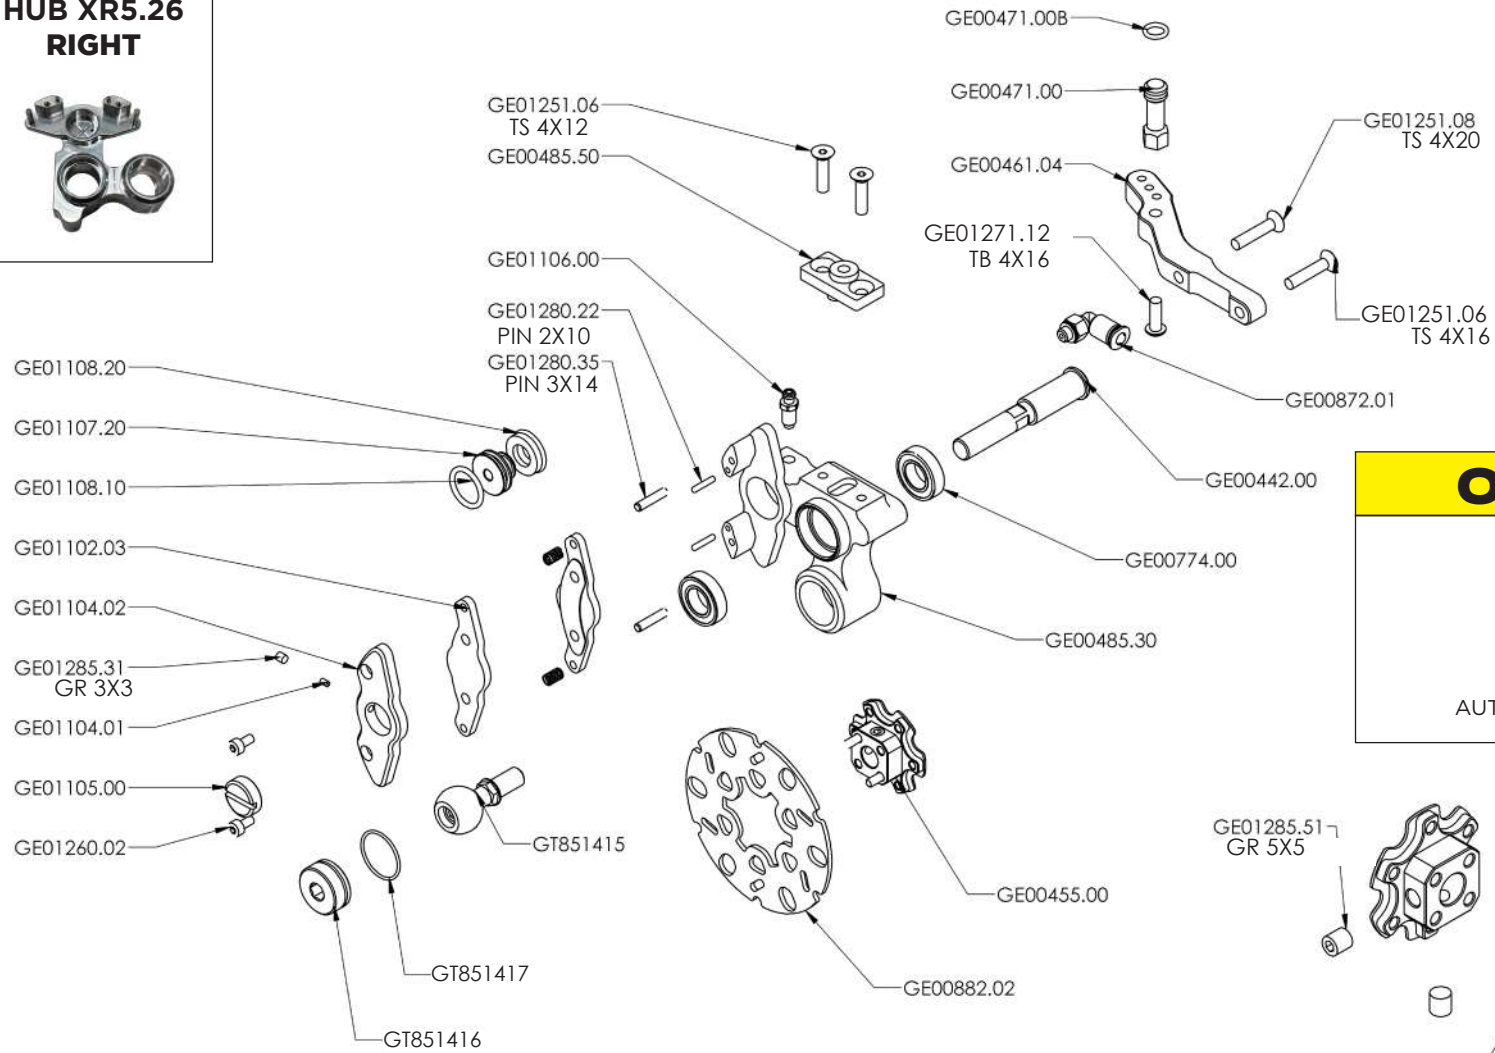 HUB XR5.26
RIGHT
GE00471.00B
GE00471.00
GE01251.08
TS 4X20
GE00461.04
GE01271.12
TB 4X16
GE01251.06
TS 4X16
GE00872.01
GE00442.00
GE00774.00
GE00485.30
GE01251.06
TS 4X12
GE00485.50
GE01106.00
GE01280.22
PIN 2X10
GE01280.35
PIN 3X14
GE01108.20
GE01107.20
GE01108.10
GE01102.03
GE01104.02
GE01285.31
GR 3X3
GE01104.01
GE01105.00
GE01260.02
GT851415
GT851417
GT851416
GE00455.00
GE00882.02
GE01285.51
GR 5X5
O
AUT